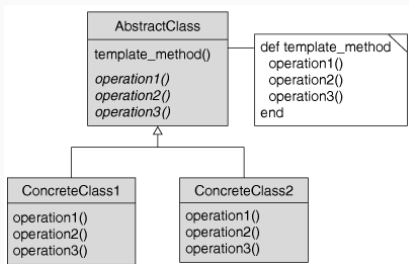 AbstractClass
template_method()
operation1()
operation2()
operation3()
def template_method
operation1()
operation2()
operation3()
end
ConcreteClass1
operation1()
operation2()
operation3()
ConcreteClass2
operation1()
operation2()
operation3()